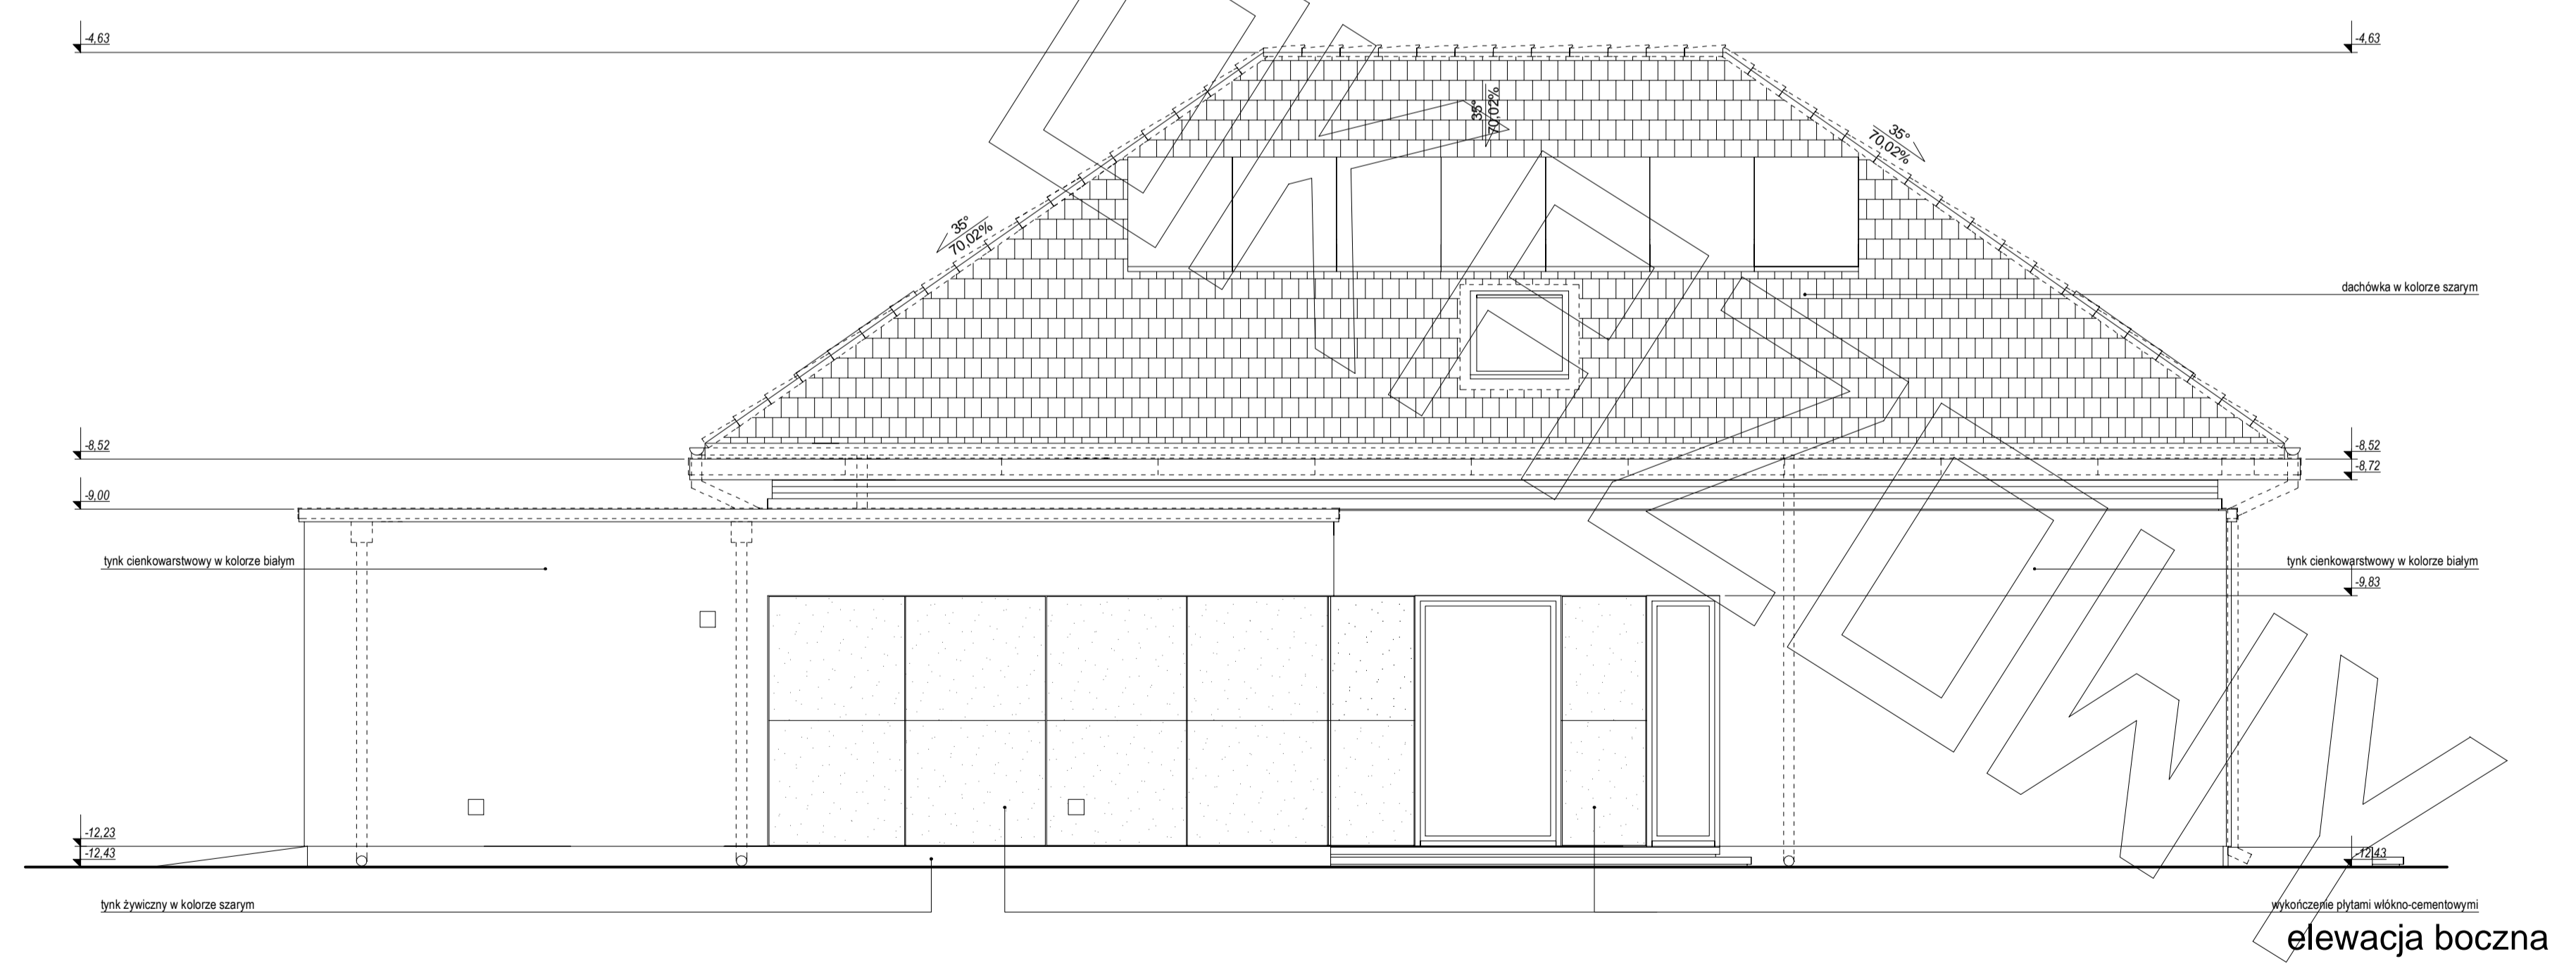 -4,63
-4,63
35°
70,02%
35°
70,02%
35°
70,02%
dachówka w kolorze szarym
-8,52
-8,52
-8,72
-9,00
tynk cienkowarstwowy w kolorze białym
tynk cienkowarstwowy w kolorze białym
-9,83
-12,23
-12,43
-12,43
tynk żywiczny w kolorze szarym
wykończenie płytami włókno-cementowymi
elewacja boczna
OKAZOWY